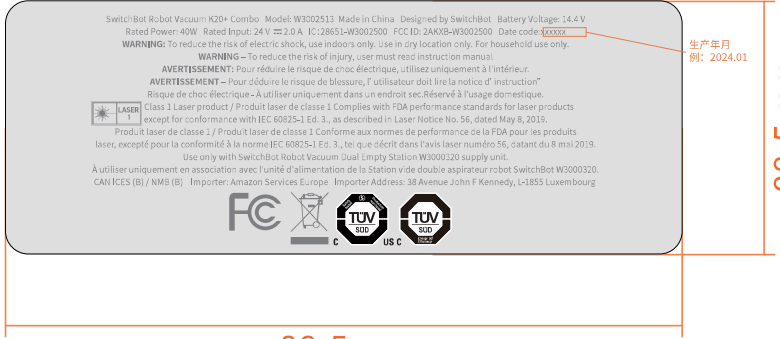 SwitchBot Robot Vacuum K20+ Combo Model: W3002513 Made in China Designed by SwitchBot Battery Voltage: 14.4 V
Rated Power: 40W Rated Input: 24 V ⎓ 2.0 A IC:28651-W3002500 FCC ID: 2AKXB-W3002500 Date code:xxxxx
WARNING: To reduce the risk of electric shock, use indoors only. Use in dry location only. For household use only.
WARNING – To reduce the risk of injury, user must read instruction manual
AVERTISSEMENT: Pour réduire le risque de choc électrique, utilisez uniquement à l'intérieur.
AVERTISSEMENT – Pour déduire le risque de blessure, l' utilisateur doit lire la notice d' instruction"
Risque de choc électrique - À utiliser uniquement dans un endroit sec.Réservé à l'usage domestique.
LASER
1
Class 1 Laser product / Produit laser de classe 1 Complies with FDA performance standards for laser products
except for conformance with IEC 60825-1 Ed. 3., as described in Laser Notice No. 56, dated May 8, 2019.
Produit laser de classe 1 / Produit laser de classe 1 Conforme aux normes de performance de la FDA pour les produits
laser, excepté pour la conformité à la norme IEC 60825-1 Ed. 3., tel que décrit dans l'avis laser numéro 56, datant du 8 mai 2019.
Use only with SwitchBot Robot Vacuum Dual Empty Station W3000320 supply unit.
À utiliser uniquement en association avec l'unité d'alimentation de la Station vide double aspirateur robot SwitchBot W3000320.
CAN ICES (B) / NMB (B) Importer: Amazon Services Europe Importer Address: 38 Avenue John F Kennedy, L-1855 Luxembourg
FC
TÜV
SUD
C US
TÜV
SUD
C
生产年月
例：2024.01